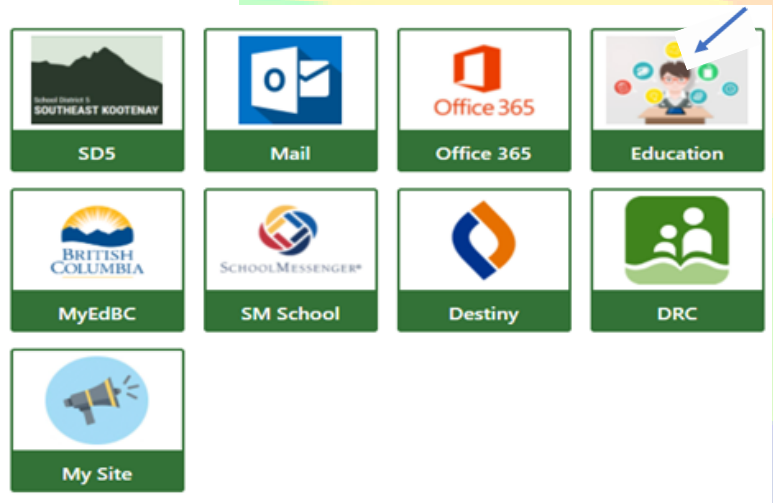 School District 5
SOUTHEAST KOOTENAY
SD5
O
Mail
Office 365
Office 365
Education
BRITISH
COLUMBIA
MyEdBC
SCHOOLMESSENGER®
SM School
Destiny
DRC
My Site